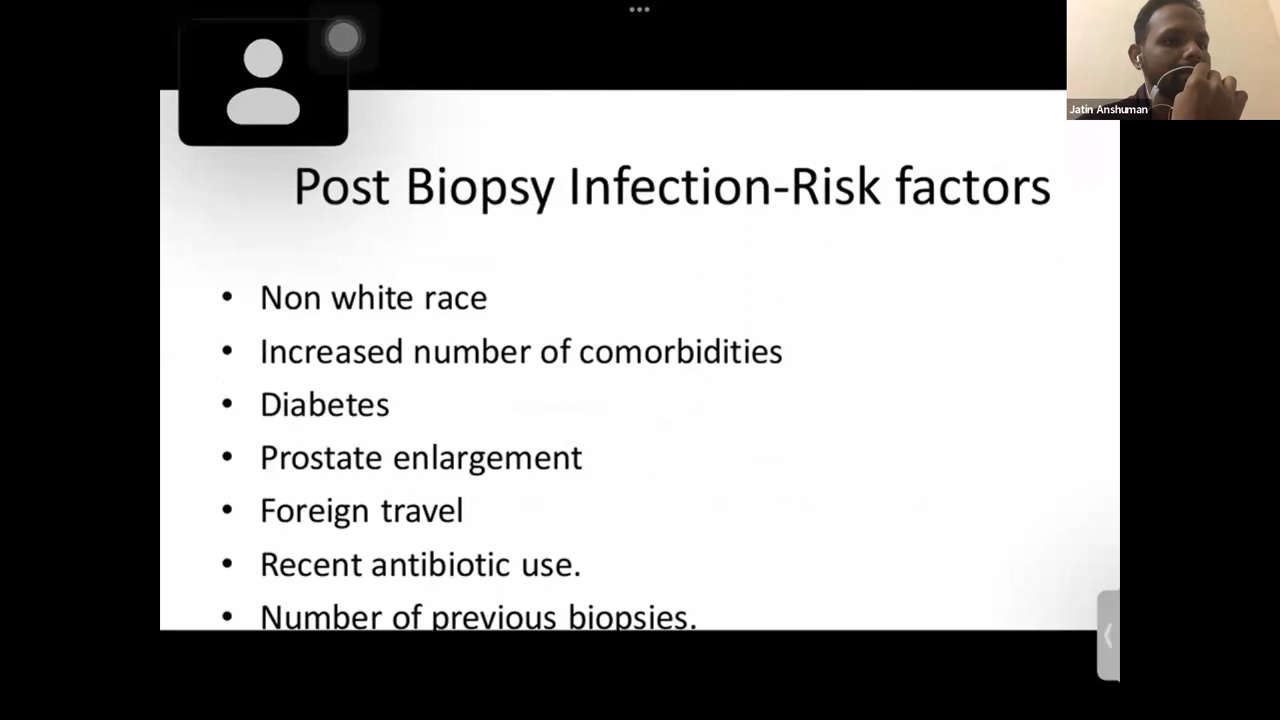 Jatin Anshuman
Post Biopsy Infection-Risk factors
• Non white race
• Increased number of comorbidities
• Diabetes
• Prostate enlargement
• Foreign travel
• Recent antibiotic use.
• Number of previous biopsies.